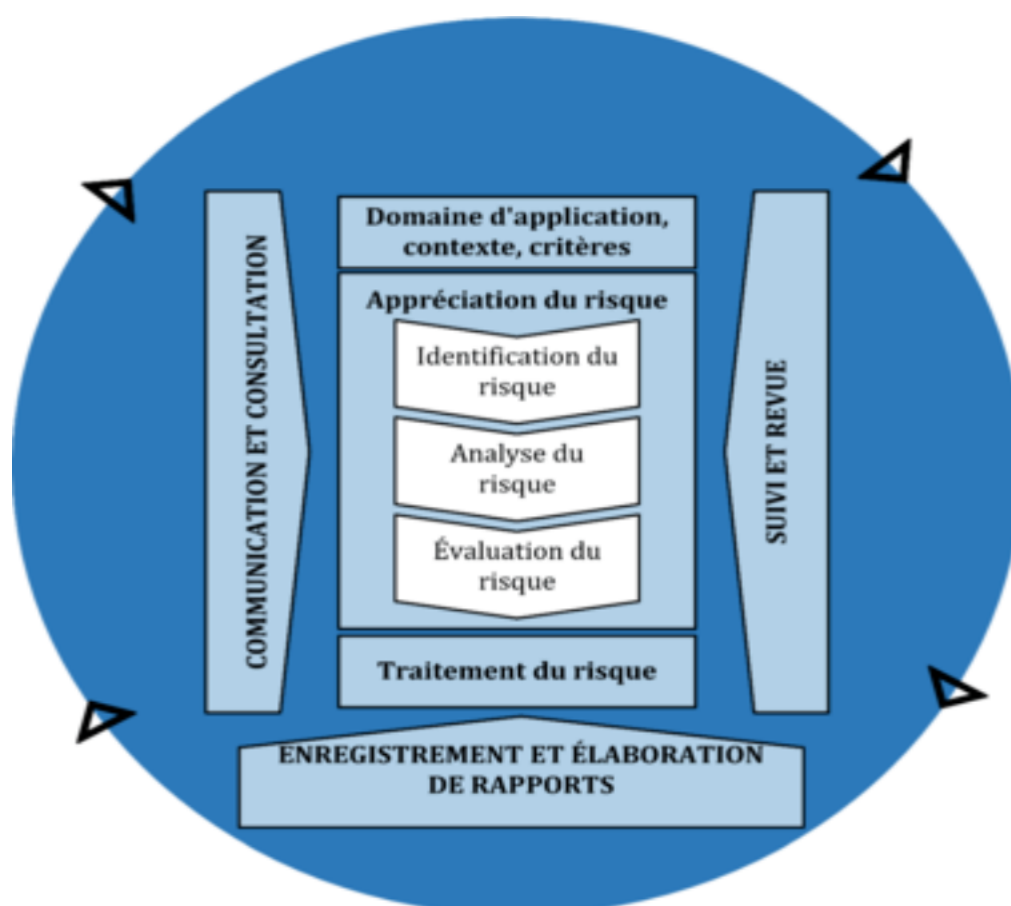 COMMUNICATION ET CONSULTATION
Domaine d'application,
contexte, critères
Appréciation du risque
Identification du
risque
Analyse du
risque
Évaluation du
risque
Traitement du risque
SUIVI ET REVUE
ENREGISTREMENT ET ÉLABORATION
DE RAPPORTS